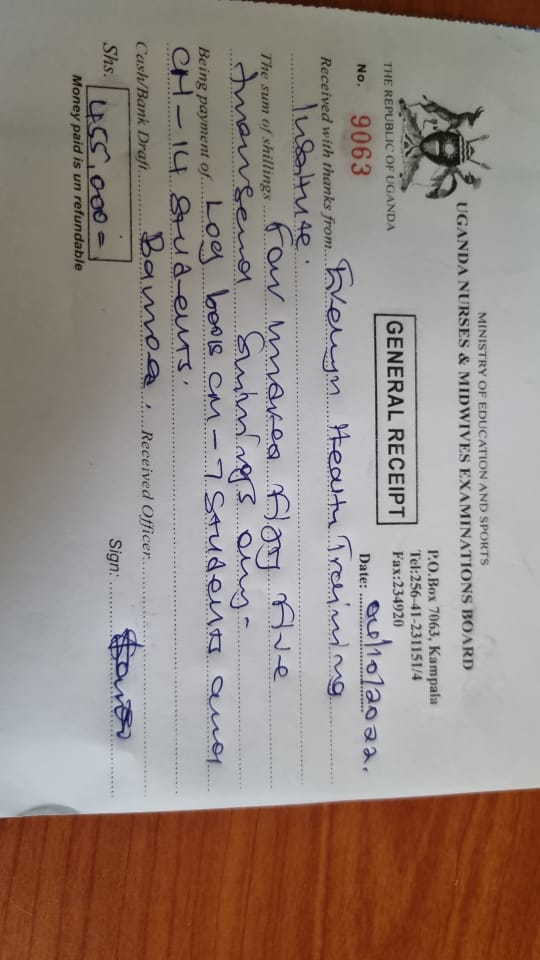 MINISTRY OF EDUCATION AND SPORTS
UGANDA NURSES & MIDWIVES EXAMINATIONS BOARD
THE REPUBLIC OF UGANDA
P.O.Box 7063, Kampala
Tel:256-41-231151/4
Fax:234920
GENERAL RECEIPT
No. 9063
Date: 06/10/2022.
Received with thanks from Evelyn Health Training
Institute.
The sum of shillings Four Hundred fifty five
thousand shillings only.
Being payment of Log books CM - 7 students and
CH - 14 students.
Cash/Bank Draft Baroda. Received Officer
Shs. 455,000=
Sign:
Money paid is un refundable